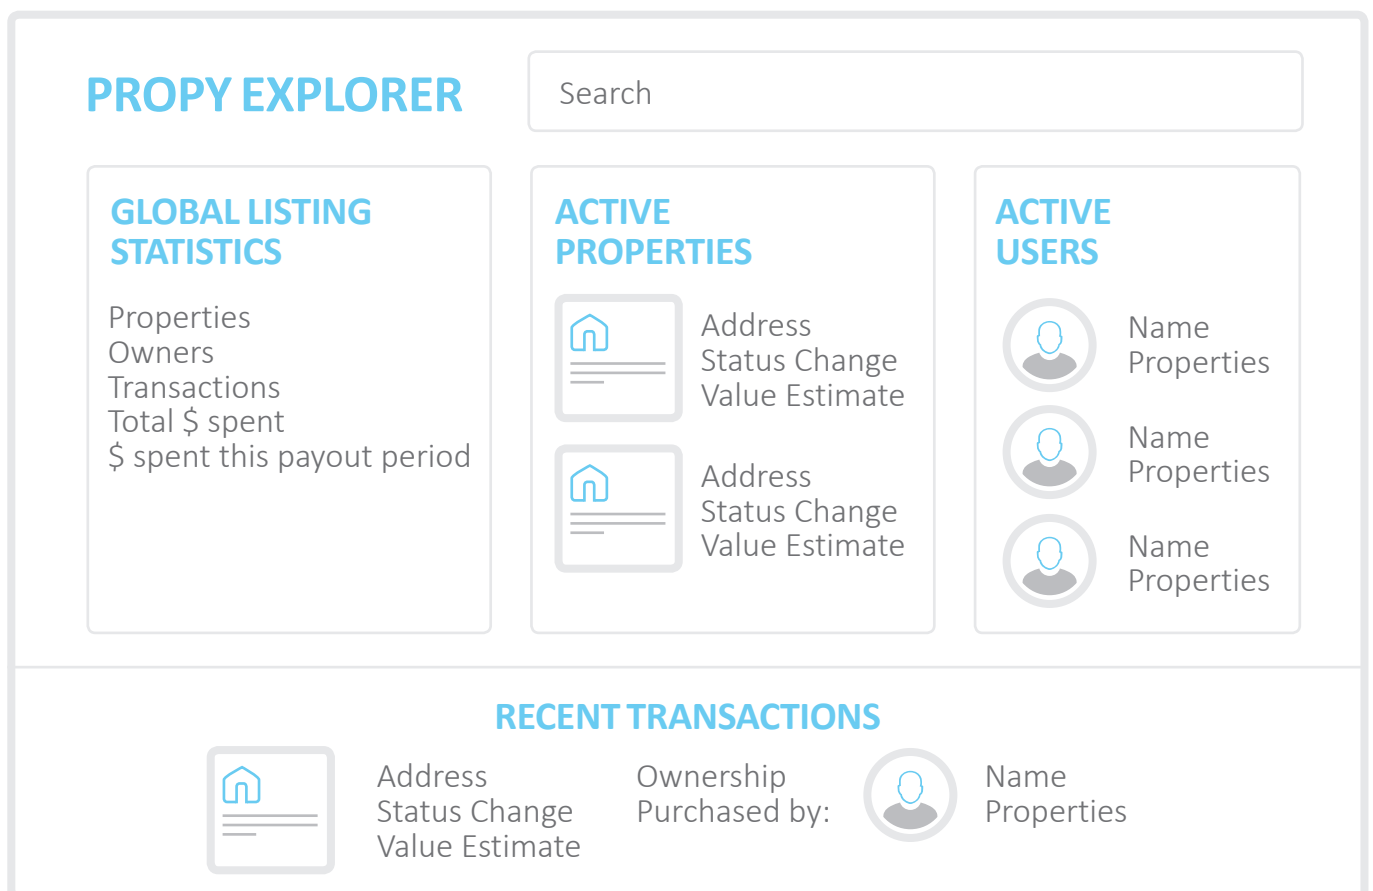 PROPY EXPLORER
Search
GLOBAL LISTING
STATISTICS
Properties
Owners
Transactions
Total $ spent
$ spent this payout period
ACTIVE
PROPERTIES
Address
Status Change
Value Estimate
Address
Status Change
Value Estimate
ACTIVE
USERS
Name
Properties
Name
Properties
Name
Properties
RECENT TRANSACTIONS
Address
Status Change
Value Estimate
Ownership
Purchased by:
Name
Properties